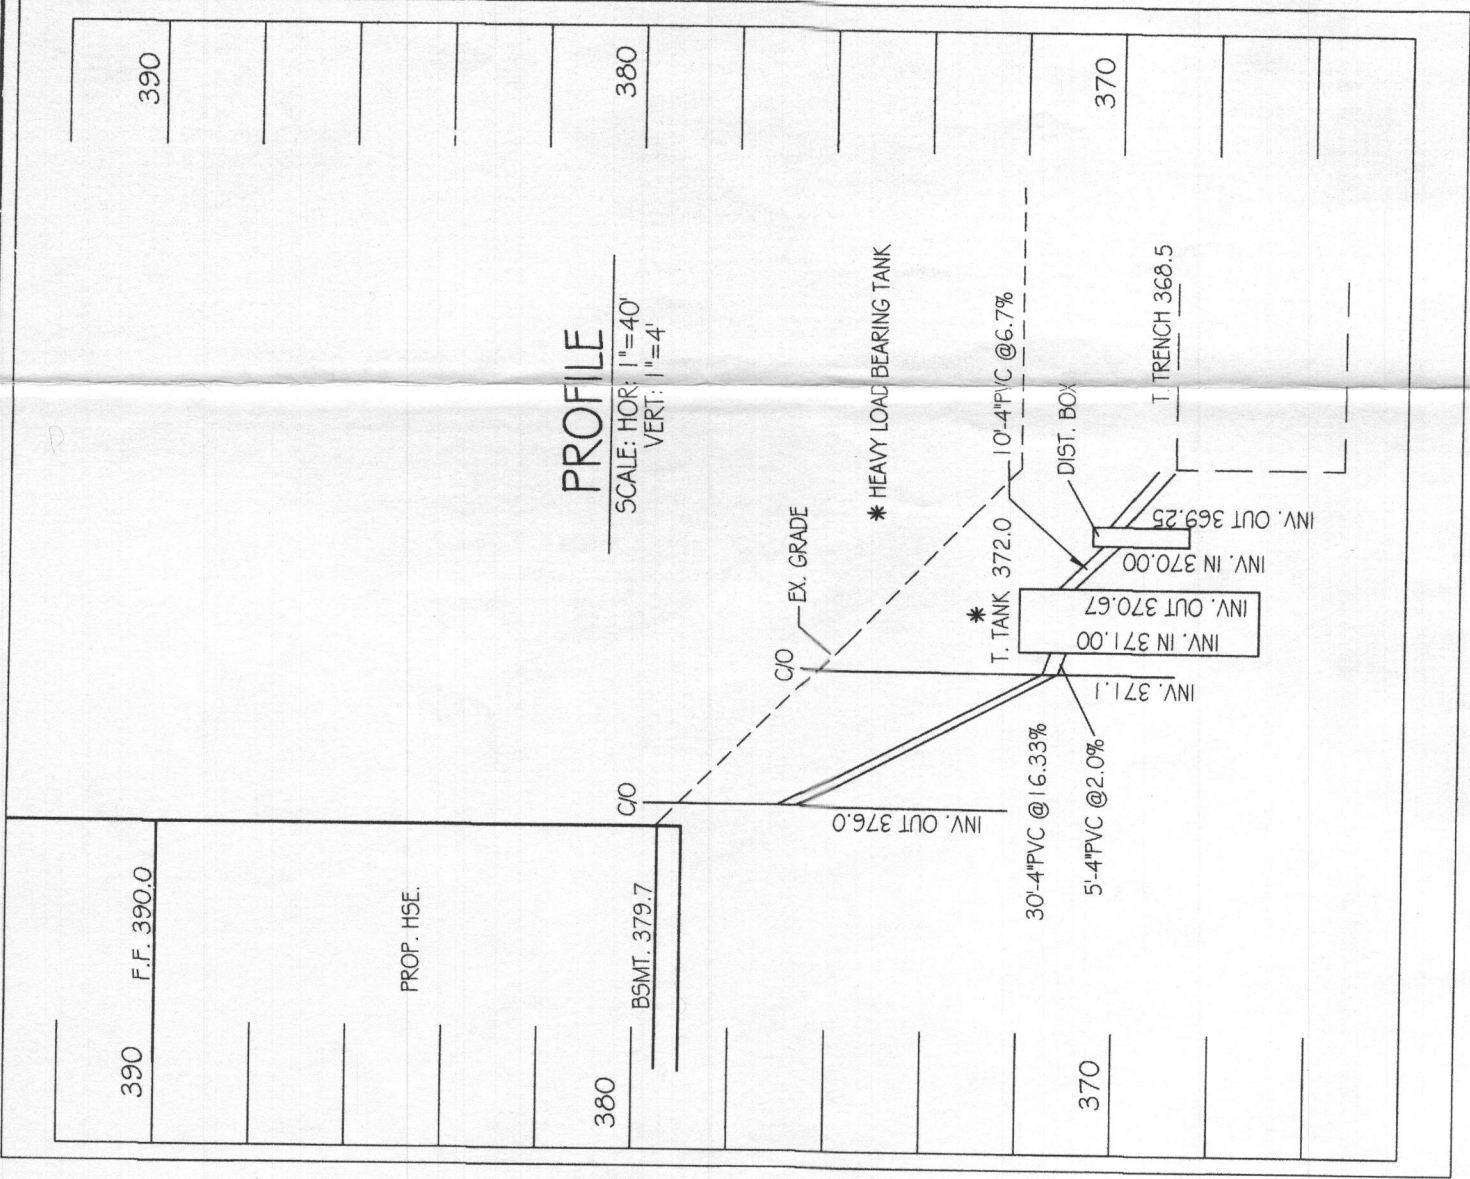 390
380
370
F.F. 390.0
PROP. HSE.
BSMT. 379.7
390
380
370
PROFILE
SCALE: HOR: 1"=40'
VERT: 1"=4'
C/O
C/O
EX. GRADE
* HEAVY LOAD BEARING TANK
*
T. TANK 372.0
10'-4"PVC @6.7%
DIST. BOX
T. TRENCH 368.5
INV. OUT 376.0
30'-4"PVC @16.33%
5'-4"PVC @2.0%
INV. 371.1
INV. IN 371.00
INV. OUT 370.67
INV. IN 370.00
INV. OUT 369.25